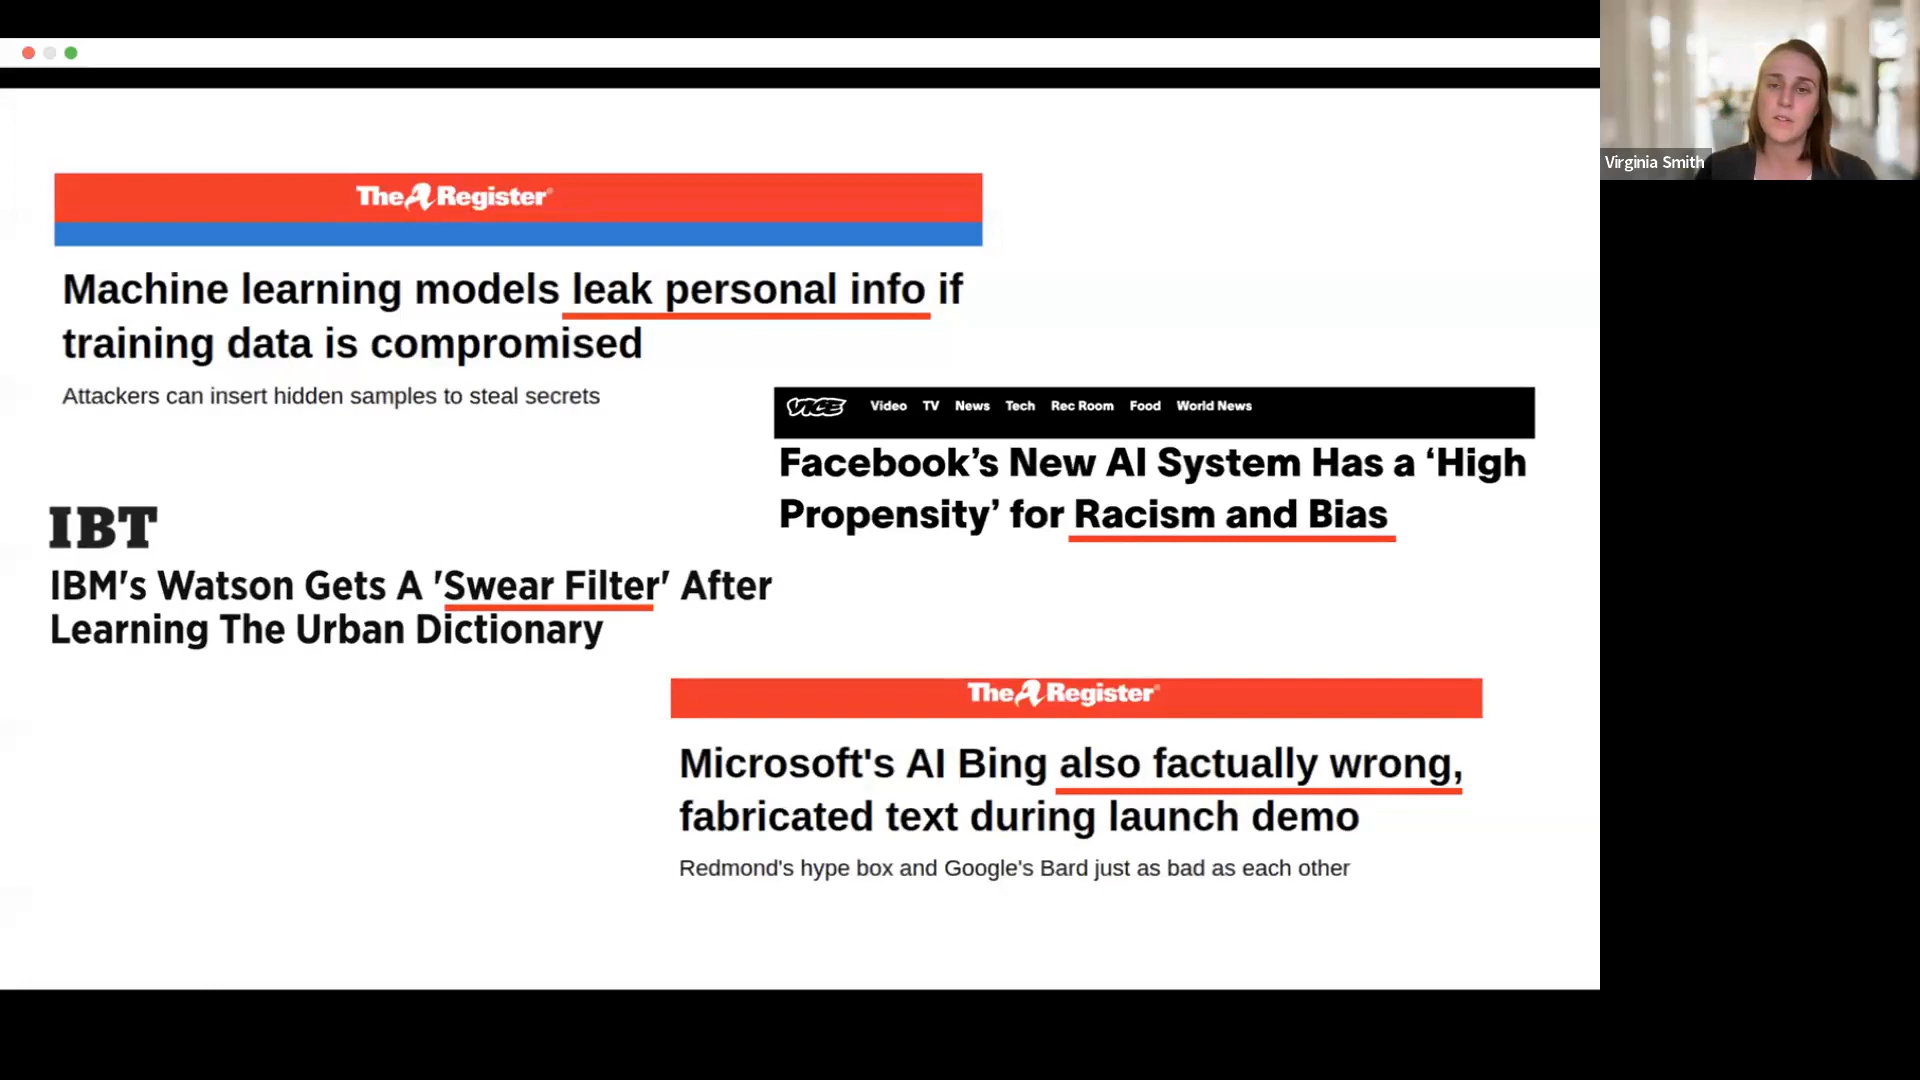 The Register
Machine learning models leak personal info if
training data is compromised
Attackers can insert hidden samples to steal secrets
VICE Video TV News Tech Rec Room Food World News
Facebook’s New AI System Has a ‘High
Propensity’ for Racism and Bias
IBT
IBM's Watson Gets A 'Swear Filter' After
Learning The Urban Dictionary
The Register
Microsoft's AI Bing also factually wrong,
fabricated text during launch demo
Redmond's hype box and Google's Bard just as bad as each other
Virginia Smith